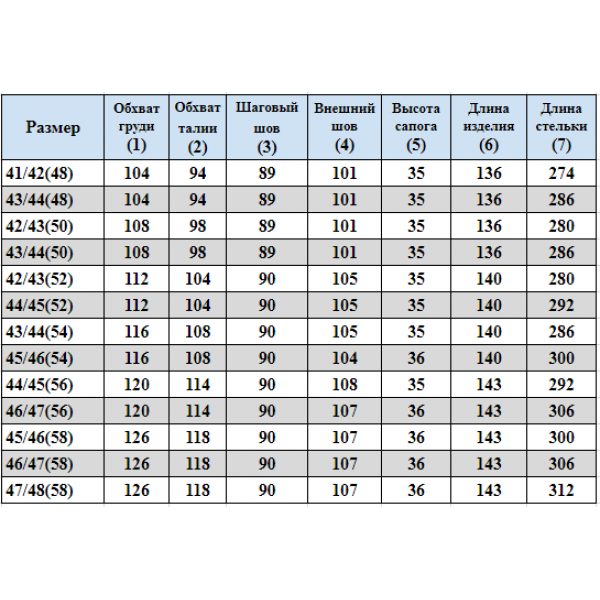 Размер Обхват груди (1) Обхват талии (2) Шаговый шов (3) Внешний шов (4) Высота сапога (5) Длина изделия (6) Длина стельки (7)
41/42(48) 104 94 89 101 35 136 274
43/44(48) 104 94 89 101 35 136 286
42/43(50) 108 98 89 101 35 136 280
43/44(50) 108 98 89 101 35 136 286
42/43(52) 112 104 90 105 35 140 280
44/45(52) 112 104 90 105 35 140 292
43/44(54) 116 108 90 105 35 140 286
45/46(54) 116 108 90 104 36 140 300
44/45(56) 120 114 90 108 35 143 292
46/47(56) 120 114 90 107 36 143 306
45/46(58) 126 118 90 107 36 143 300
46/47(58) 126 118 90 107 36 143 306
47/48(58) 126 118 90 107 36 143 312